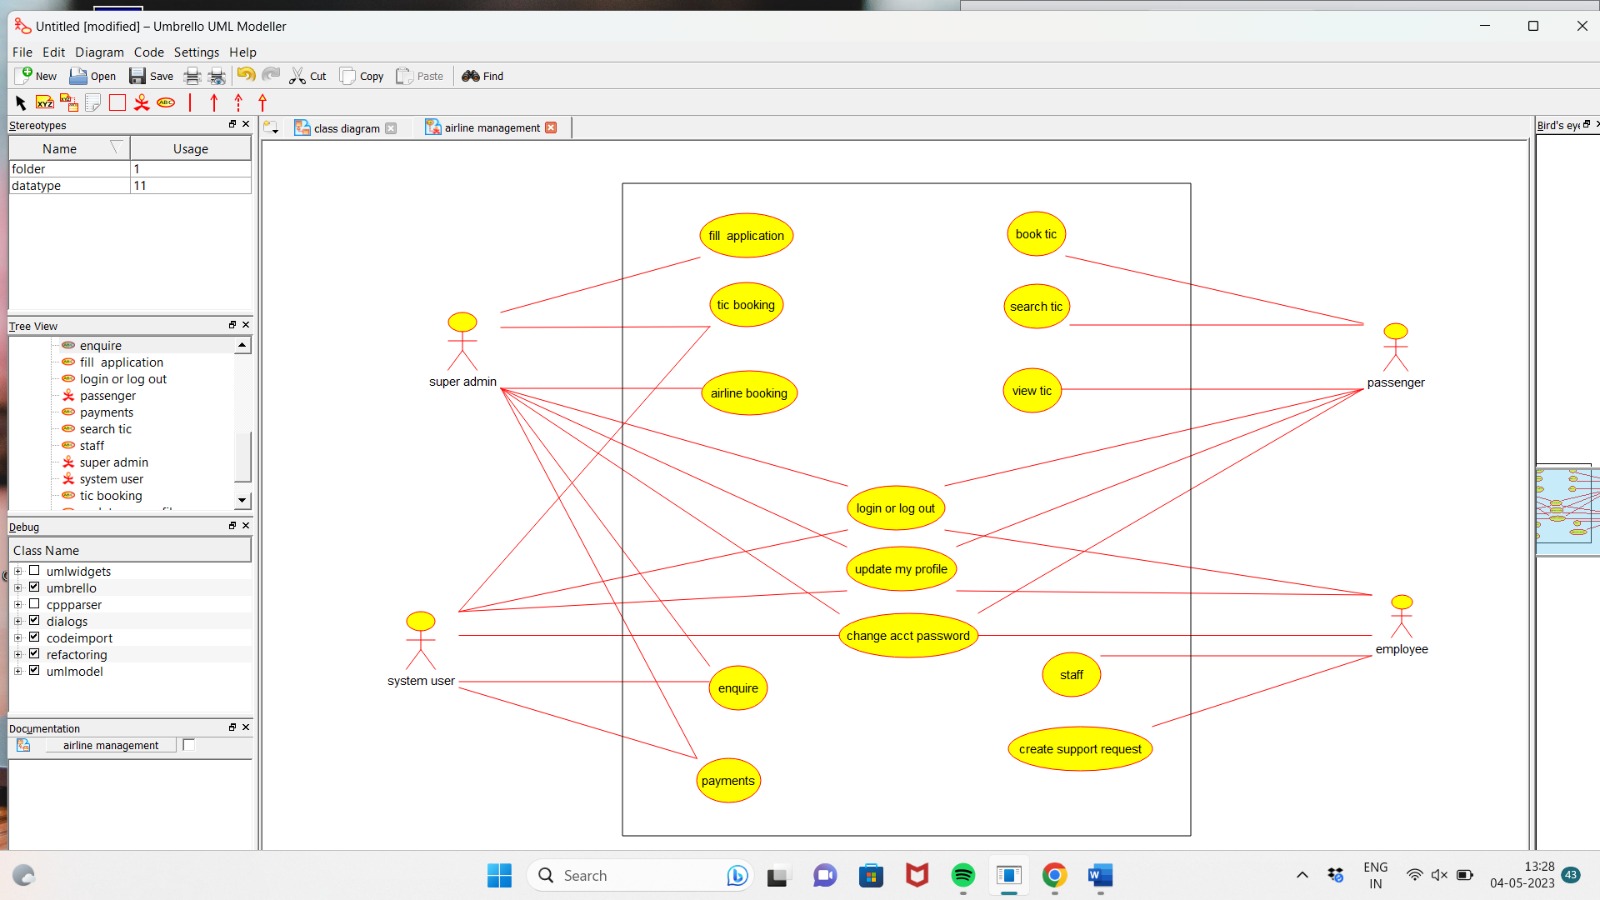 Untitled [modified] – Umbrello UML Modeller
File Edit Diagram Code Settings Help
New Open Save Cut Copy Paste Find
XYZ ABC
Stereotypes
Name Usage
folder 1
datatype 11
Tree View
enquire
fill application
login or log out
passenger
payments
search tic
staff
super admin
system user
tic booking
Debug
Class Name
umlwidgets
umbrello
cppparser
dialogs
codeimport
refactoring
umlmodel
Documentation
airline management
class diagram airline management
Bird's eye
fill application
book tic
tic booking
search tic
super admin
passenger
airline booking
view tic
login or log out
update my profile
change acct password
system user
employee
enquire
staff
create support request
payments
Search
ENG
IN
13:28
04-05-2023
43